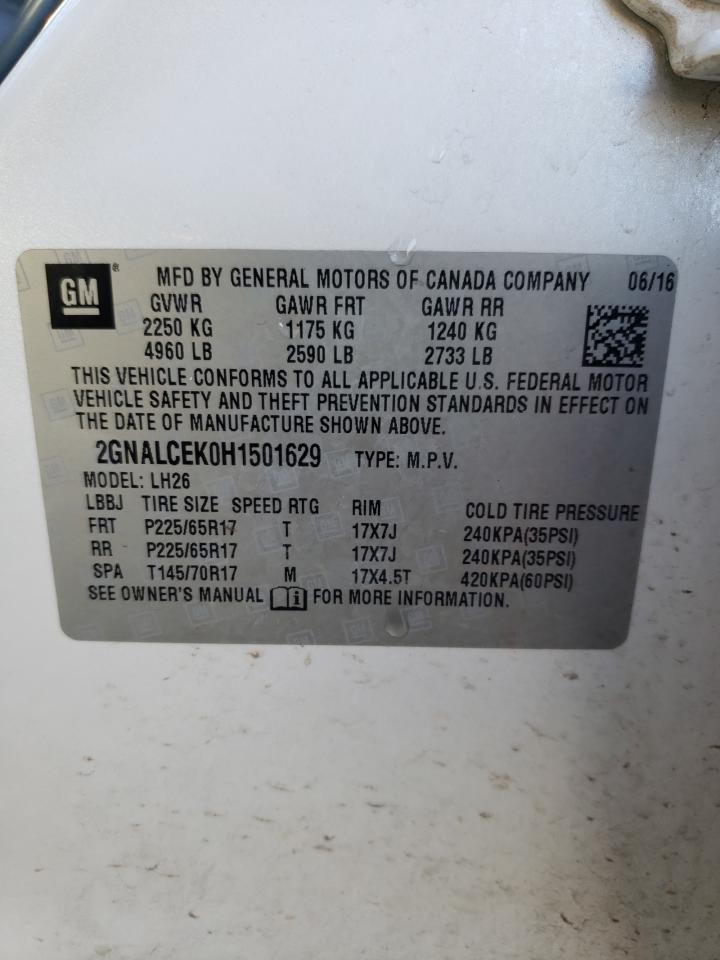 GM ® MFD BY GENERAL MOTORS OF CANADA COMPANY 06/16
GVWR GAWR FRT GAWR RR
2250 KG 1175 KG 1240 KG
4960 LB 2590 LB 2733 LB
THIS VEHICLE CONFORMS TO ALL APPLICABLE U.S. FEDERAL MOTOR
VEHICLE SAFETY AND THEFT PREVENTION STANDARDS IN EFFECT ON
THE DATE OF MANUFACTURE SHOWN ABOVE.
2GNALCEK0H1501629 TYPE: M.P.V.
MODEL: LH26
LBBJ TIRE SIZE SPEED RTG RIM COLD TIRE PRESSURE
FRT P225/65R17 T 17X7J 240KPA(35PSI)
RR P225/65R17 T 17X7J 240KPA(35PSI)
SPA T145/70R17 M 17X4.5T 420KPA(60PSI)
SEE OWNER'S MANUAL i FOR MORE INFORMATION.